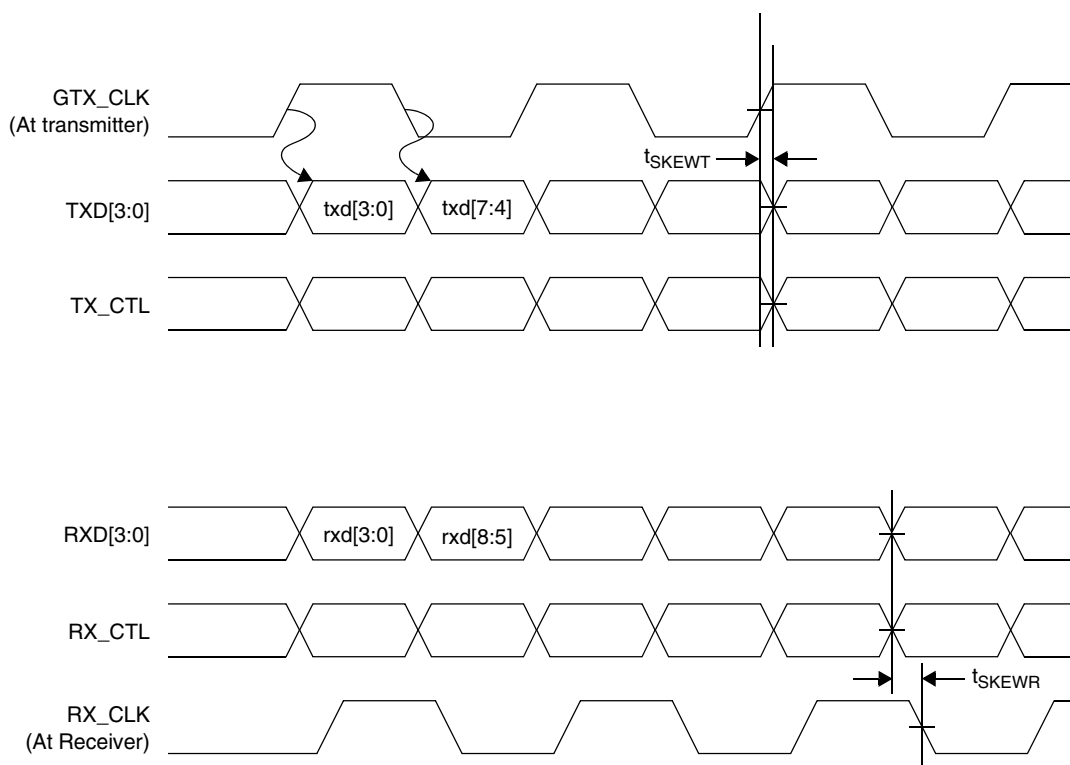 GTX_CLK
(At transmitter)
tSKEWT
TXD[3:0]
txd[3:0]
txd[7:4]
TX_CTL
RXD[3:0]
rxd[3:0]
rxd[8:5]
RX_CTL
tSKEWR
RX_CLK
(At Receiver)